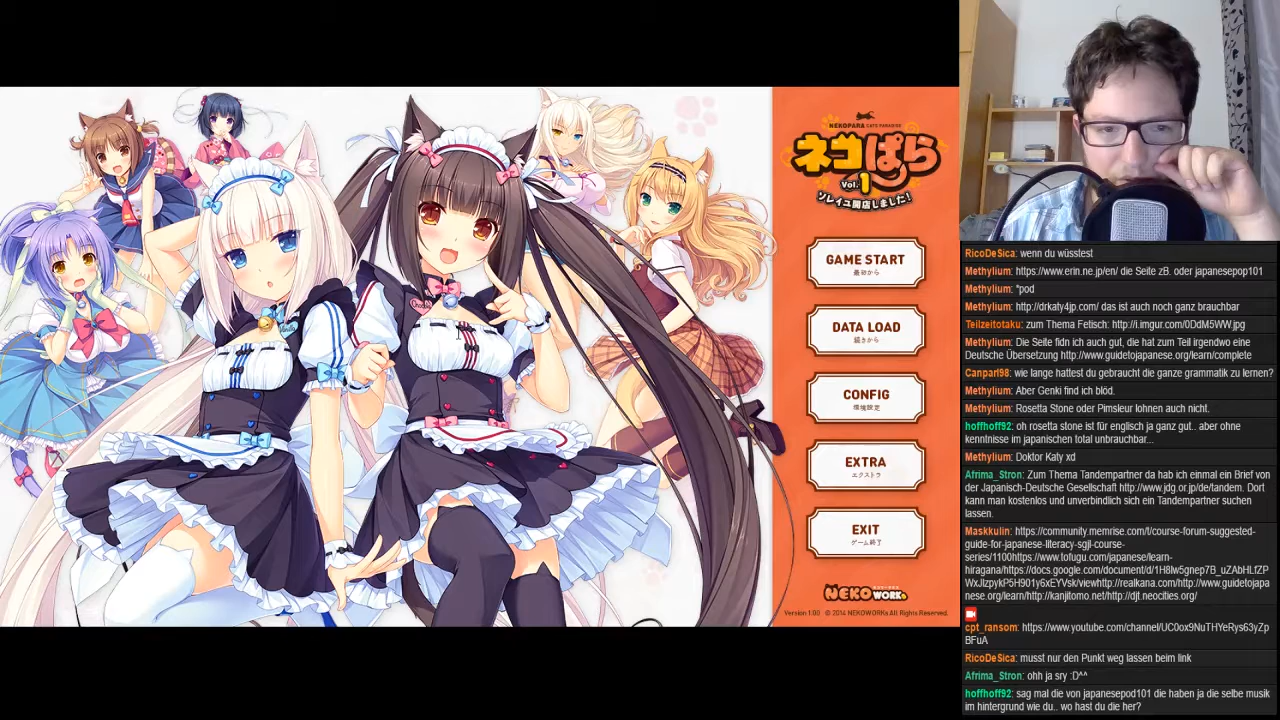 NEKOPARA CATS PARADISE
ネコぱら
Vol.1
ソレイユ開店しました!
GAME START
最初から
DATA LOAD
続きから
CONFIG
環境設定
EXTRA
エクストラ
EXIT
ゲーム終了
NEKO WORKs
Version 1.00 © 2014 NEKOWORKs All Rights Reserved.
RicoDeSica: wenn du wüsstest
Methylium: https://www.erin.ne.jp/en/ die Seite zB. oder japanesepop101
Methylium: *pod
Methylium: http://drkaty4jp.com/ das ist auch noch ganz brauchbar
Teilzeitotaku: zum Thema Fetisch: http://i.imgur.com/0DdM5WW.jpg
Methylium: Die Seite fidn ich auch gut, die hat zum Teil irgendwo eine
Deutsche Übersetzung http://www.guidetojapanese.org/learn/complete
Canparl98: wie lange hattest du gebraucht die ganze grammatik zu lernen?
Methylium: Aber Genki find ich blöd.
Methylium: Rosetta Stone oder Pimsleur lohnen auch nicht.
hoffhoff92: oh rosetta stone ist für englisch ja ganz gut.. aber ohne
kenntnisse im japanischen total unbrauchbar...
Methylium: Doktor Katy xd
Afrima_Stron: Zum Thema Tandempartner da hab ich einmal ein Brief von
der Japanisch-Deutsche Gesellschaft http://www.jdg.or.jp/de/tandem. Dort
kann man kostenlos und unverbindlich sich ein Tandempartner suchen
lassen.
Maskkulin: https://community.memrise.com/t/course-forum-suggested-
guide-for-japanese-literacy-sgjl-course-
series/1100https://www.tofugu.com/japanese/learn-
hiragana/https://docs.google.com/document/d/1H8lw5gnep7B_uZAbHLfZP
WxJlzpykP5H901y6xEYVsk/viewhttp://realkana.com/http://www.guidetojapa
nese.org/learn/http://kanjitomo.net/http://djt.neocities.org/
cpt_ransom: https://www.youtube.com/channel/UC0ox9NuTHYeRys63yZp
BFuA
RicoDeSica: musst nur den Punkt weg lassen beim link
Afrima_Stron: ohh ja sry :D^^
hoffhoff92: sag mal die von japanesepod101 die haben ja die selbe musik
im hintergrund wie du.. wo hast du die her?